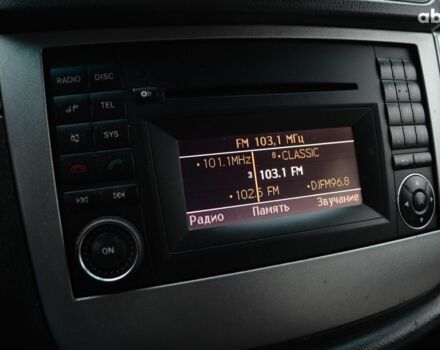 ab
RADIO DISC
TEL
SYS
ON
FM 103,1 МГц
•101.1MHz 8•CLASSIC
3 103.1 FM
•102.5 FM •DJFM96.8
Радио Память Звучание